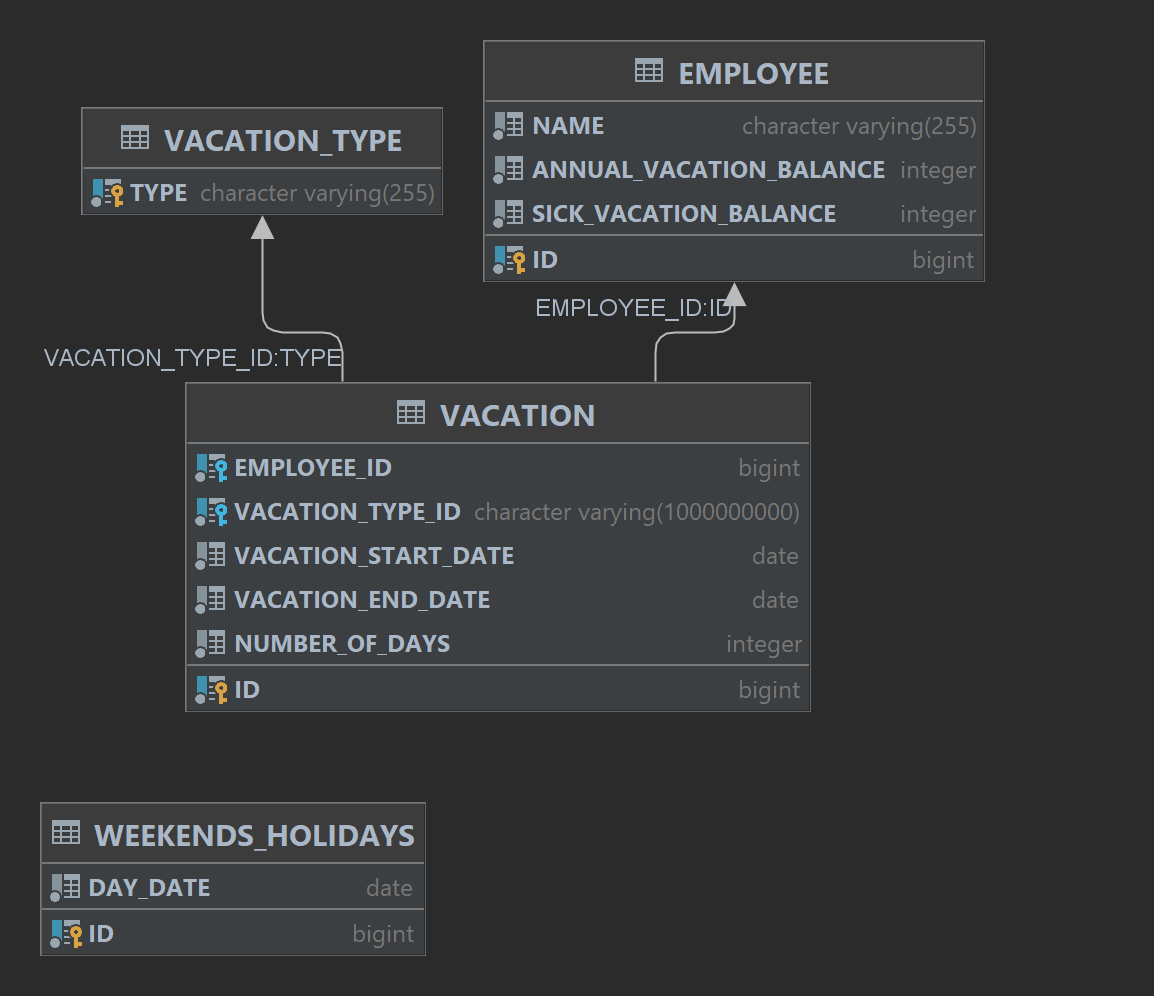 EMPLOYEE
NAME character varying(255)
ANNUAL_VACATION_BALANCE integer
SICK_VACATION_BALANCE integer
ID bigint
VACATION_TYPE
TYPE character varying(255)
EMPLOYEE_ID:ID
VACATION_TYPE_ID:TYPE
VACATION
EMPLOYEE_ID bigint
VACATION_TYPE_ID character varying(1000000000)
VACATION_START_DATE date
VACATION_END_DATE date
NUMBER_OF_DAYS integer
ID bigint
WEEKENDS_HOLIDAYS
DAY_DATE date
ID bigint